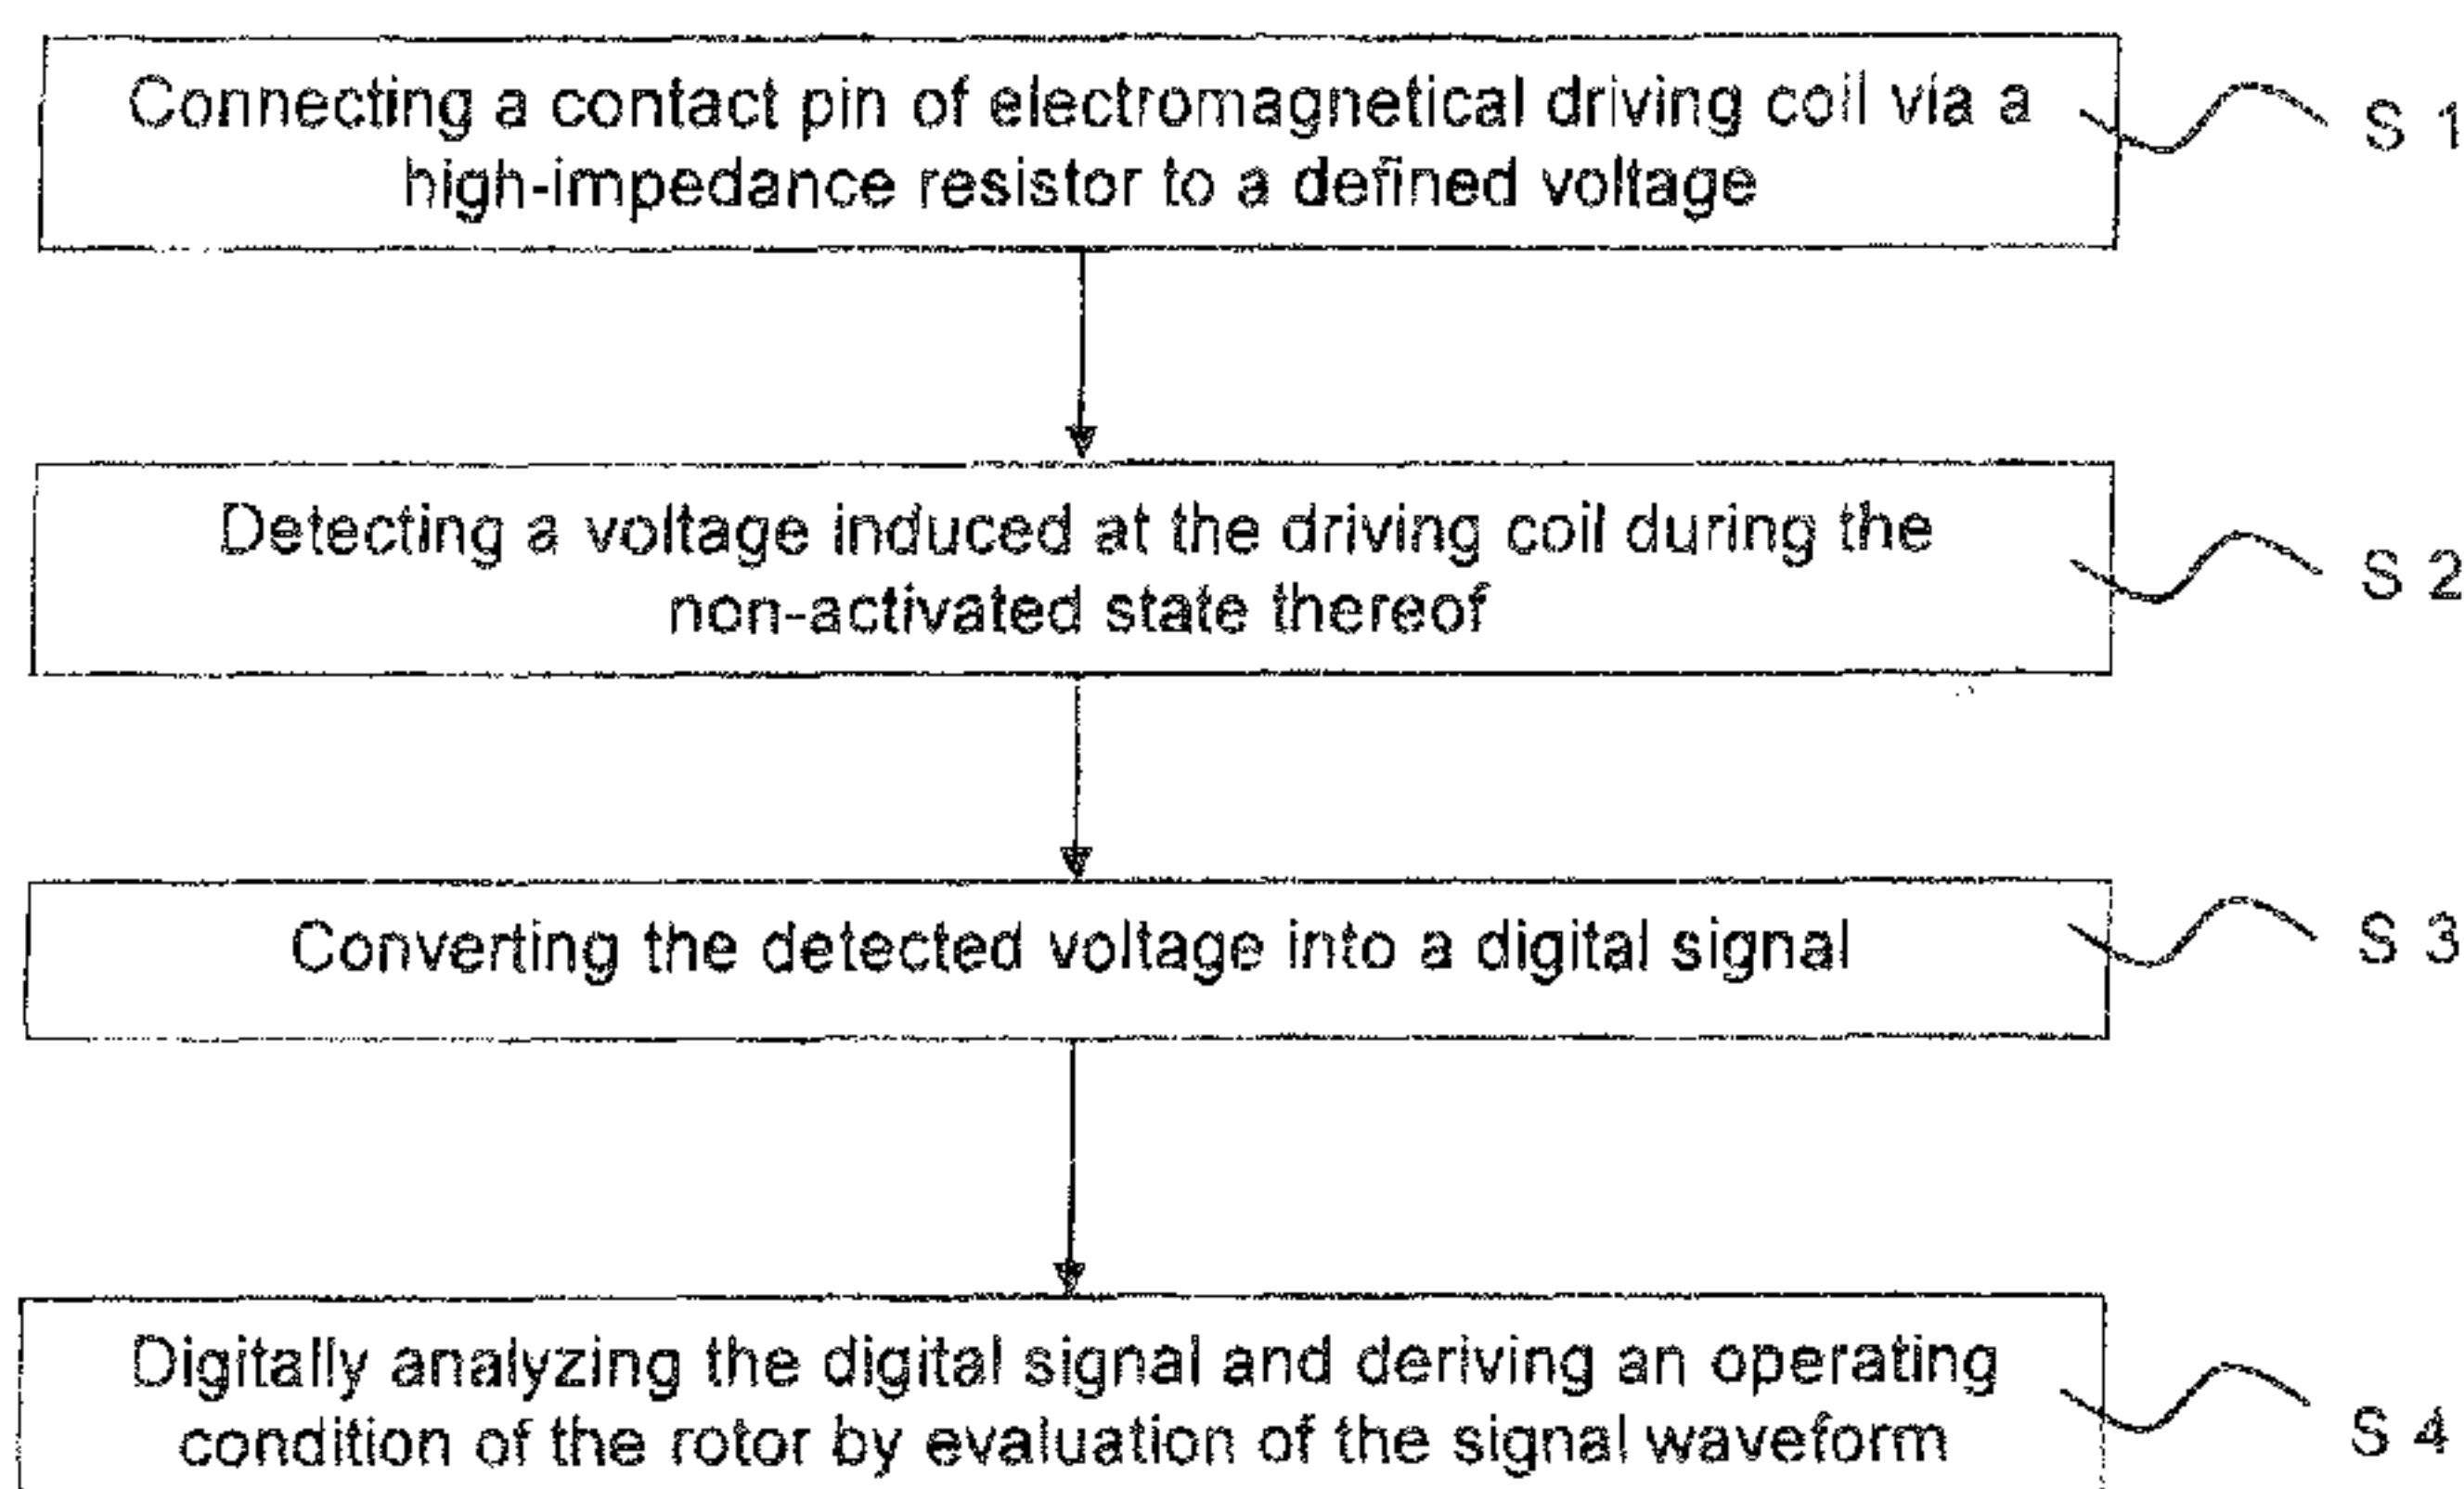 Connecting a contact pin of electromagnetical driving coil via a
high-impedance resistor to a defined voltage
S 1
Detecting a voltage induced at the driving coil during the
non-activated state thereof
S 2
Converting the detected voltage into a digital signal
S 3
Digitally analyzing the digital signal and deriving an operating
condition of the rotor by evaluation of the signal waveform
S 4